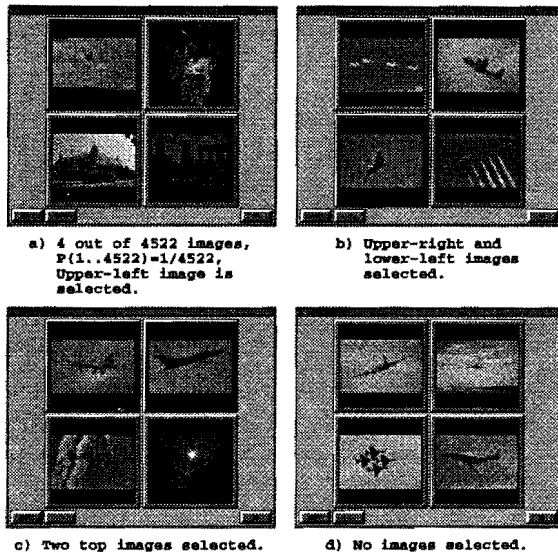 a) 4 out of 4522 images,
P(1..4522)=1/4522,
Upper-left image is
selected.
b) Upper-right and
lower-left images
selected.
c) Two top images selected.
d) No images selected.